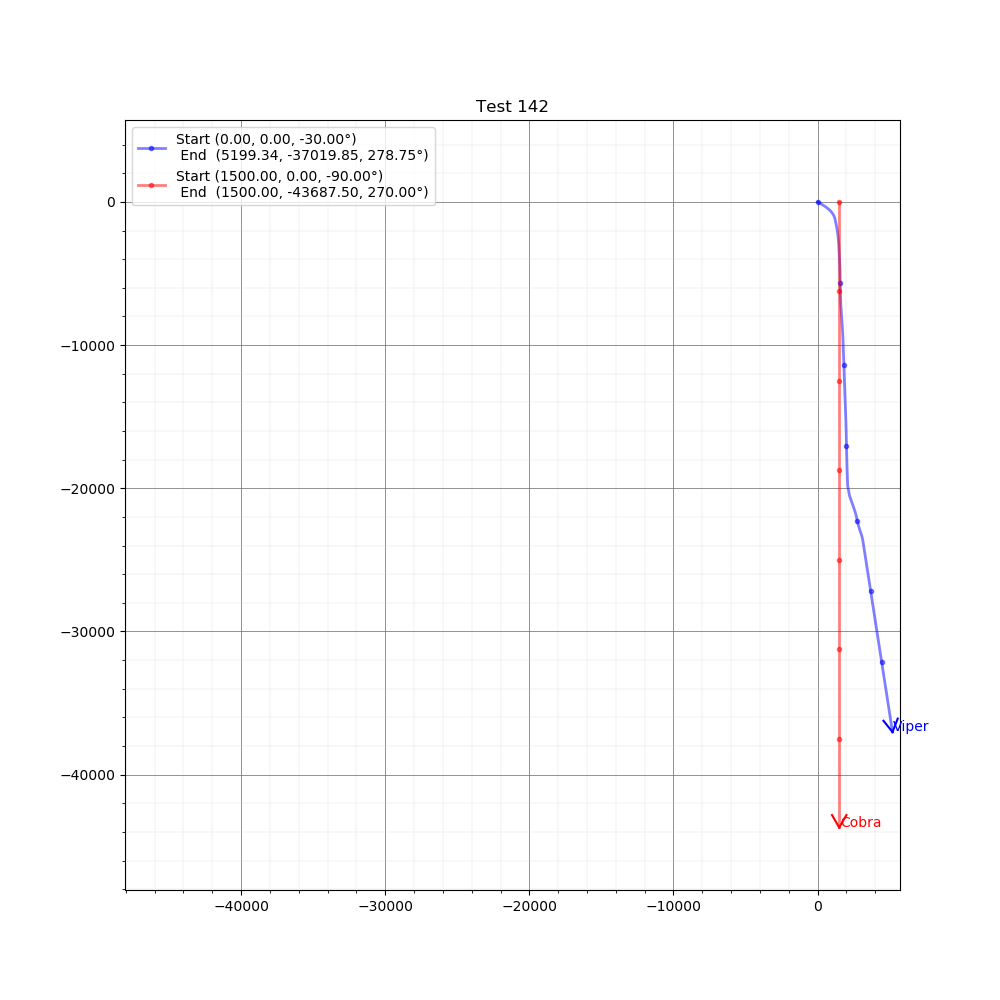 Test 142
Start (0.00, 0.00, -30.00°)
End (5199.34, -37019.85, 278.75°)
Start (1500.00, 0.00, -90.00°)
End (1500.00, -43687.50, 270.00°)
0
−10000
−20000
−30000
−40000
Viper
Cobra
−40000
−30000
−20000
−10000
0